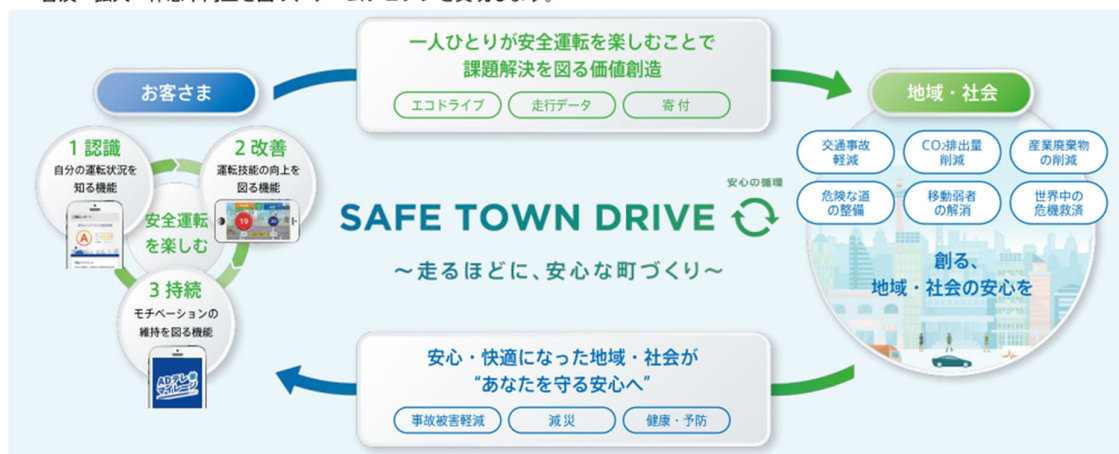 一人ひとりが安全運転を楽しむことで
課題解決を図る価値創造
エコドライブ
走行データ
寄付
お客さま
1 認識
自分の運転状況を
知る機能
A
2 改善
運転技能の向上を
図る機能
19
安全運転
を楽しむ
3 持続
モチベーションの
維持を図る機能
ADテレ
マイレージ
安心の循環
SAFE TOWN DRIVE
～走るほどに、安心な町づくり～
地域・社会
交通事故
軽減
CO₂排出量
削減
産業廃棄物
の削減
危険な道
の整備
移動弱者
の解消
世界中の
危機救済
創る、
地域・社会の安心を
安心・快適になった地域・社会が
“あなたを守る安心へ”
事故被害軽減
減災
健康・予防